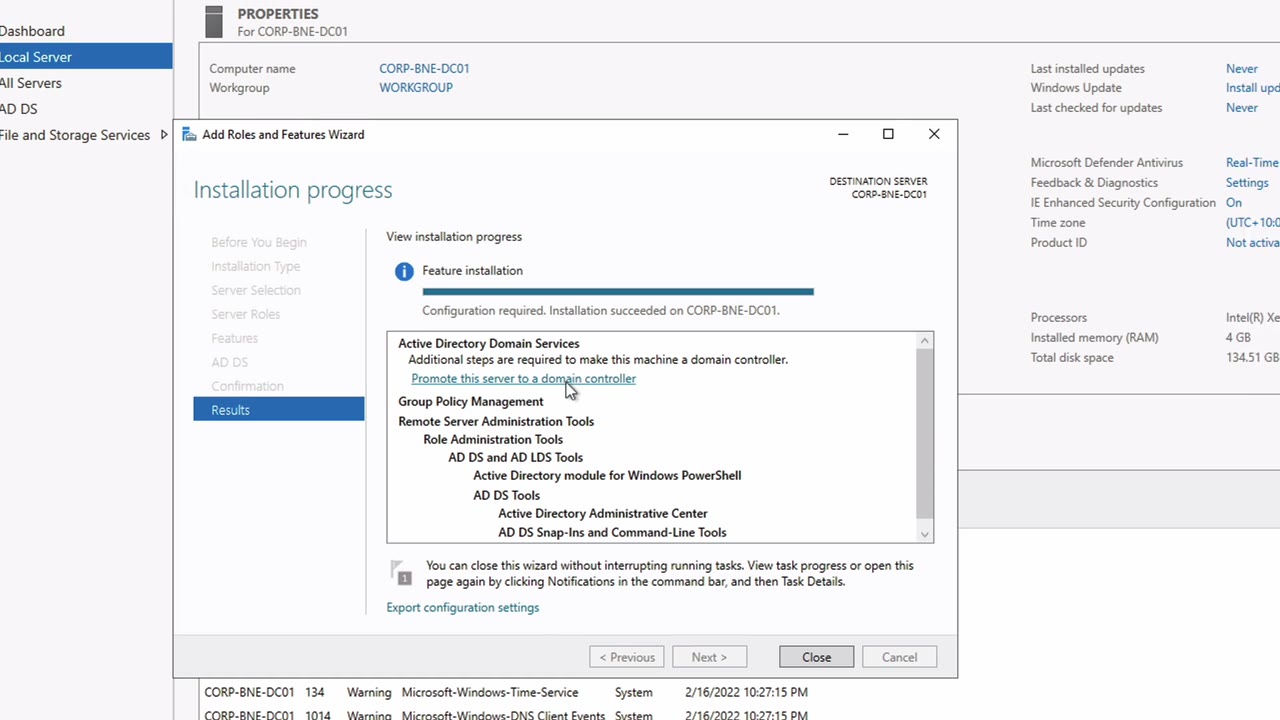 Dashboard
Local Server
All Servers
AD DS
File and Storage Services
PROPERTIES
For CORP-BNE-DC01
Computer name CORP-BNE-DC01
Workgroup WORKGROUP
Last installed updates Never
Windows Update Install
Last checked for updates Never
Microsoft Defender Antivirus Real-Time
Feedback & Diagnostics Settings
IE Enhanced Security Configuration On
Time zone (UTC+10:0
Product ID Not
Processors Intel(R)
Installed memory (RAM) 4 GB
Total disk space 134.51 GB
Add Roles and Features Wizard
Installation progress
DESTINATION SERVER
CORP-BNE-DC01
Before You Begin
Installation Type
Server Selection
Server Roles
Features
AD DS
Confirmation
Results
View installation progress
Feature installation
Configuration required. Installation succeeded on CORP-BNE-DC01.
Active Directory Domain Services
Additional steps are required to make this machine a domain controller.
Promote this server to a domain controller
Group Policy Management
Remote Server Administration Tools
Role Administration Tools
AD DS and AD LDS Tools
Active Directory module for Windows PowerShell
AD DS Tools
Active Directory Administrative Center
AD DS Snap-Ins and Command-Line Tools
1
You can close this wizard without interrupting running tasks. View task progress or open this
page again by clicking Notifications in the command bar, and then Task Details.
Export configuration settings
< Previous Next > Close Cancel
CORP-BNE-DC01 134 Warning Microsoft-Windows-Time-Service System 2/16/2022 10:27:15 PM
CORP-BNE-DC01 1014 Warning Microsoft-Windows-DNS Client Events System 2/16/2022 10:27:15 PM